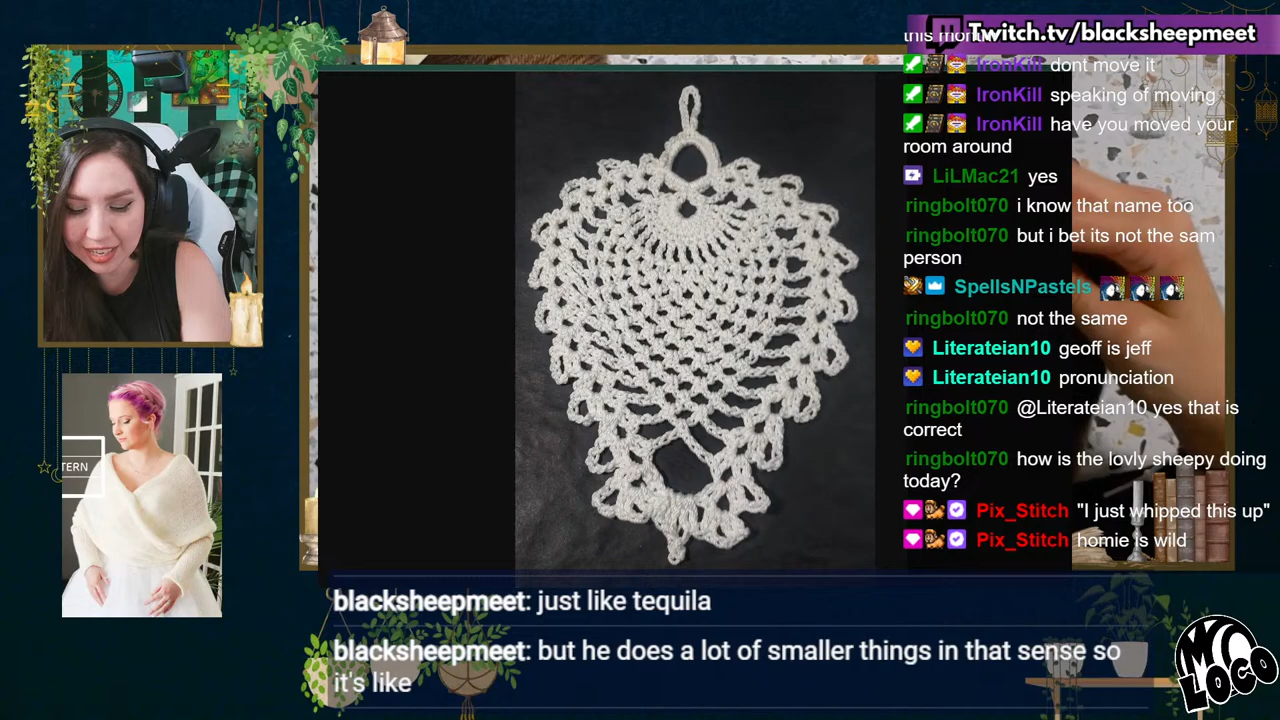 Twitch.tv/blacksheepmeet
this month
IronKill dont move it
IronKill speaking of moving
IronKill have you moved your
room around
LiLMac21 yes
ringbolt070 i know that name too
ringbolt070 but i bet its not the sam
person
SpellsNPastels
ringbolt070 not the same
Literateian10 geoff is jeff
Literateian10 pronunciation
ringbolt070 @Literateian10 yes that is
correct
ringbolt070 how is the lovly sheepy doing
today?
Pix_Stitch "I just whipped this up"
Pix_Stitch homie is wild
TERN
blacksheepmeet: just like tequila
blacksheepmeet: but he does a lot of smaller things in that sense so
it's like
MC
LOCO